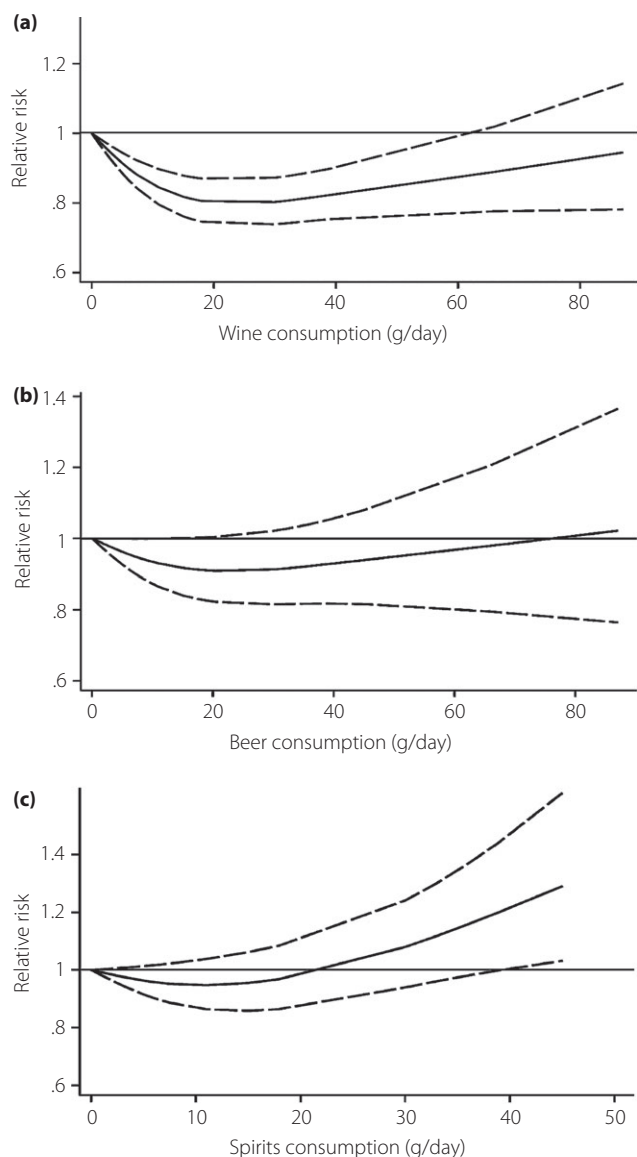 (a)
1.2
1
.8
.6
Relative risk
0 20 40 60 80
Wine consumption (g/day)
(b)
1.4
1.2
1
.8
.6
Relative risk
0 20 40 60 80
Beer consumption (g/day)
(c)
1.4
1.2
1
.8
.6
Relative risk
0 10 20 30 40 50
Spirits consumption (g/day)